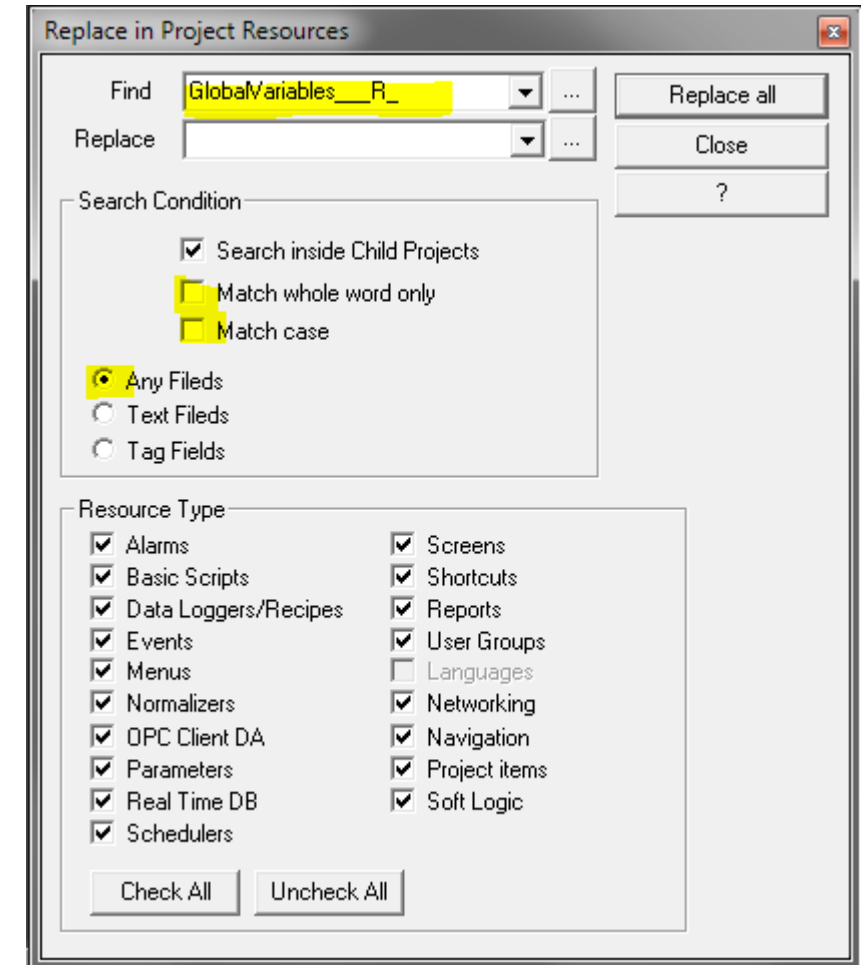 Replace in Project Resources
Find GlobalVariables___R_ ... Replace all
Replace ... Close
?
Search Condition
Search inside Child Projects
Match whole word only
Match case
Any Fileds
Text Fileds
Tag Fields
Resource Type
Alarms
Basic Scripts
Data Loggers/Recipes
Events
Menus
Normalizers
OPC Client DA
Parameters
Real Time DB
Schedulers
Screens
Shortcuts
Reports
User Groups
Languages
Networking
Navigation
Project items
Soft Logic
Check All Uncheck All